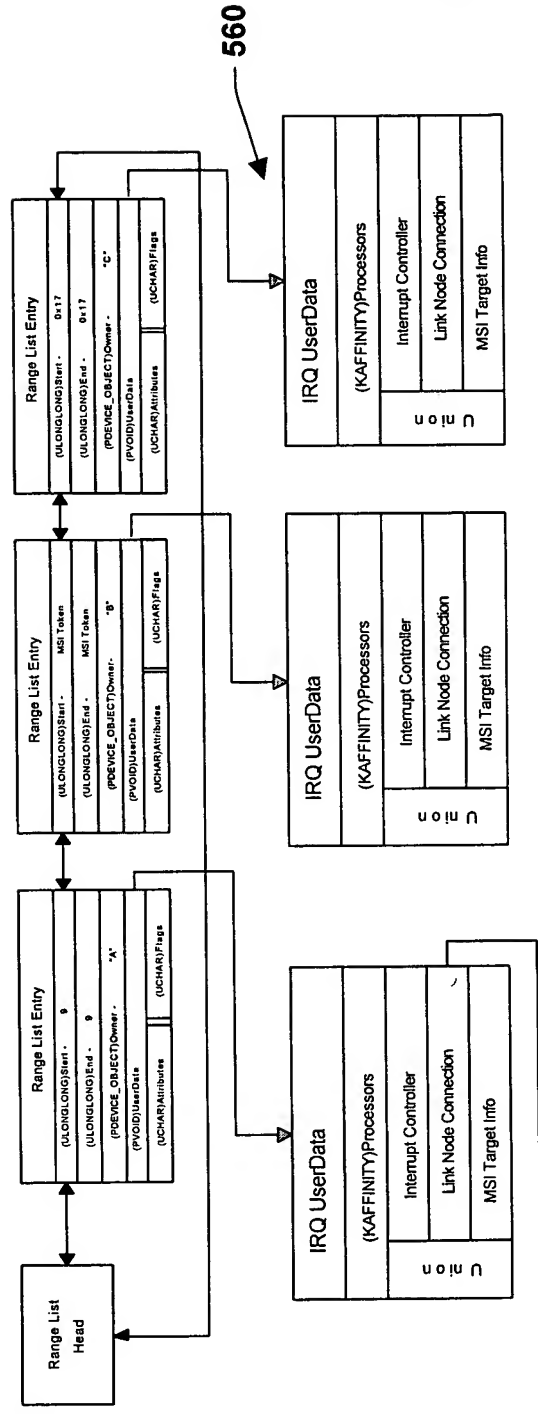 Range List
Head
Range List Entry
(ULONGLONG)Start - 9
(ULONGLONG)End - 9
(PDEVICE_OBJECT)Owner - "A"
(PVOID)UserData
(UCHAR)Attributes (UCHAR)Flags
Range List Entry
(ULONGLONG)Start - MSI Token
(ULONGLONG)End - MSI Token
(PDEVICE_OBJECT)Owner- "B"
(PVOID)UserData
(UCHAR)Attributes (UCHAR)Flags
Range List Entry
(ULONGLONG)Start - 0x17
(ULONGLONG)End - 0x17
(PDEVICE_OBJECT)Owner - "C"
(PVOID)UserData
(UCHAR)Attributes (UCHAR)Flags
560
IRQ UserData
(KAFFINITY)Processors
Union
Interrupt Controller
Link Node Connection
MSI Target Info
IRQ UserData
(KAFFINITY)Processors
Union
Interrupt Controller
Link Node Connection
MSI Target Info
IRQ UserData
(KAFFINITY)Processors
Union
Interrupt Controller
Link Node Connection
MSI Target Info